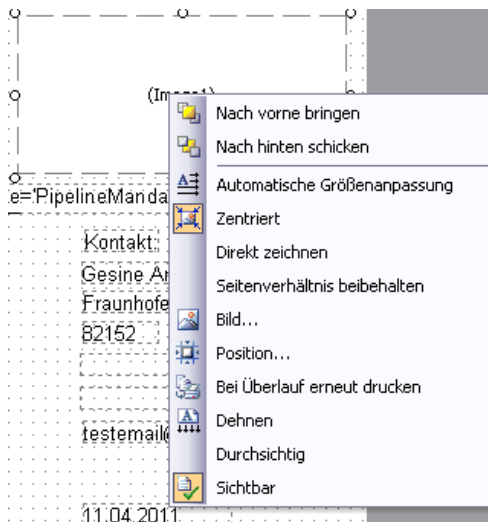 (Image1)
Nach vorne bringen
Nach hinten schicken
Automatische Größenanpassung
Zentriert
Direkt zeichnen
Seitenverhältnis beibehalten
Bild...
Position...
Bei Überlauf erneut drucken
Dehnen
Durchsichtig
Sichtbar
e='PipelineManda
Kontakt:
Gesine Ar
Fraunhofe
82152
testemail@
11.04.2011